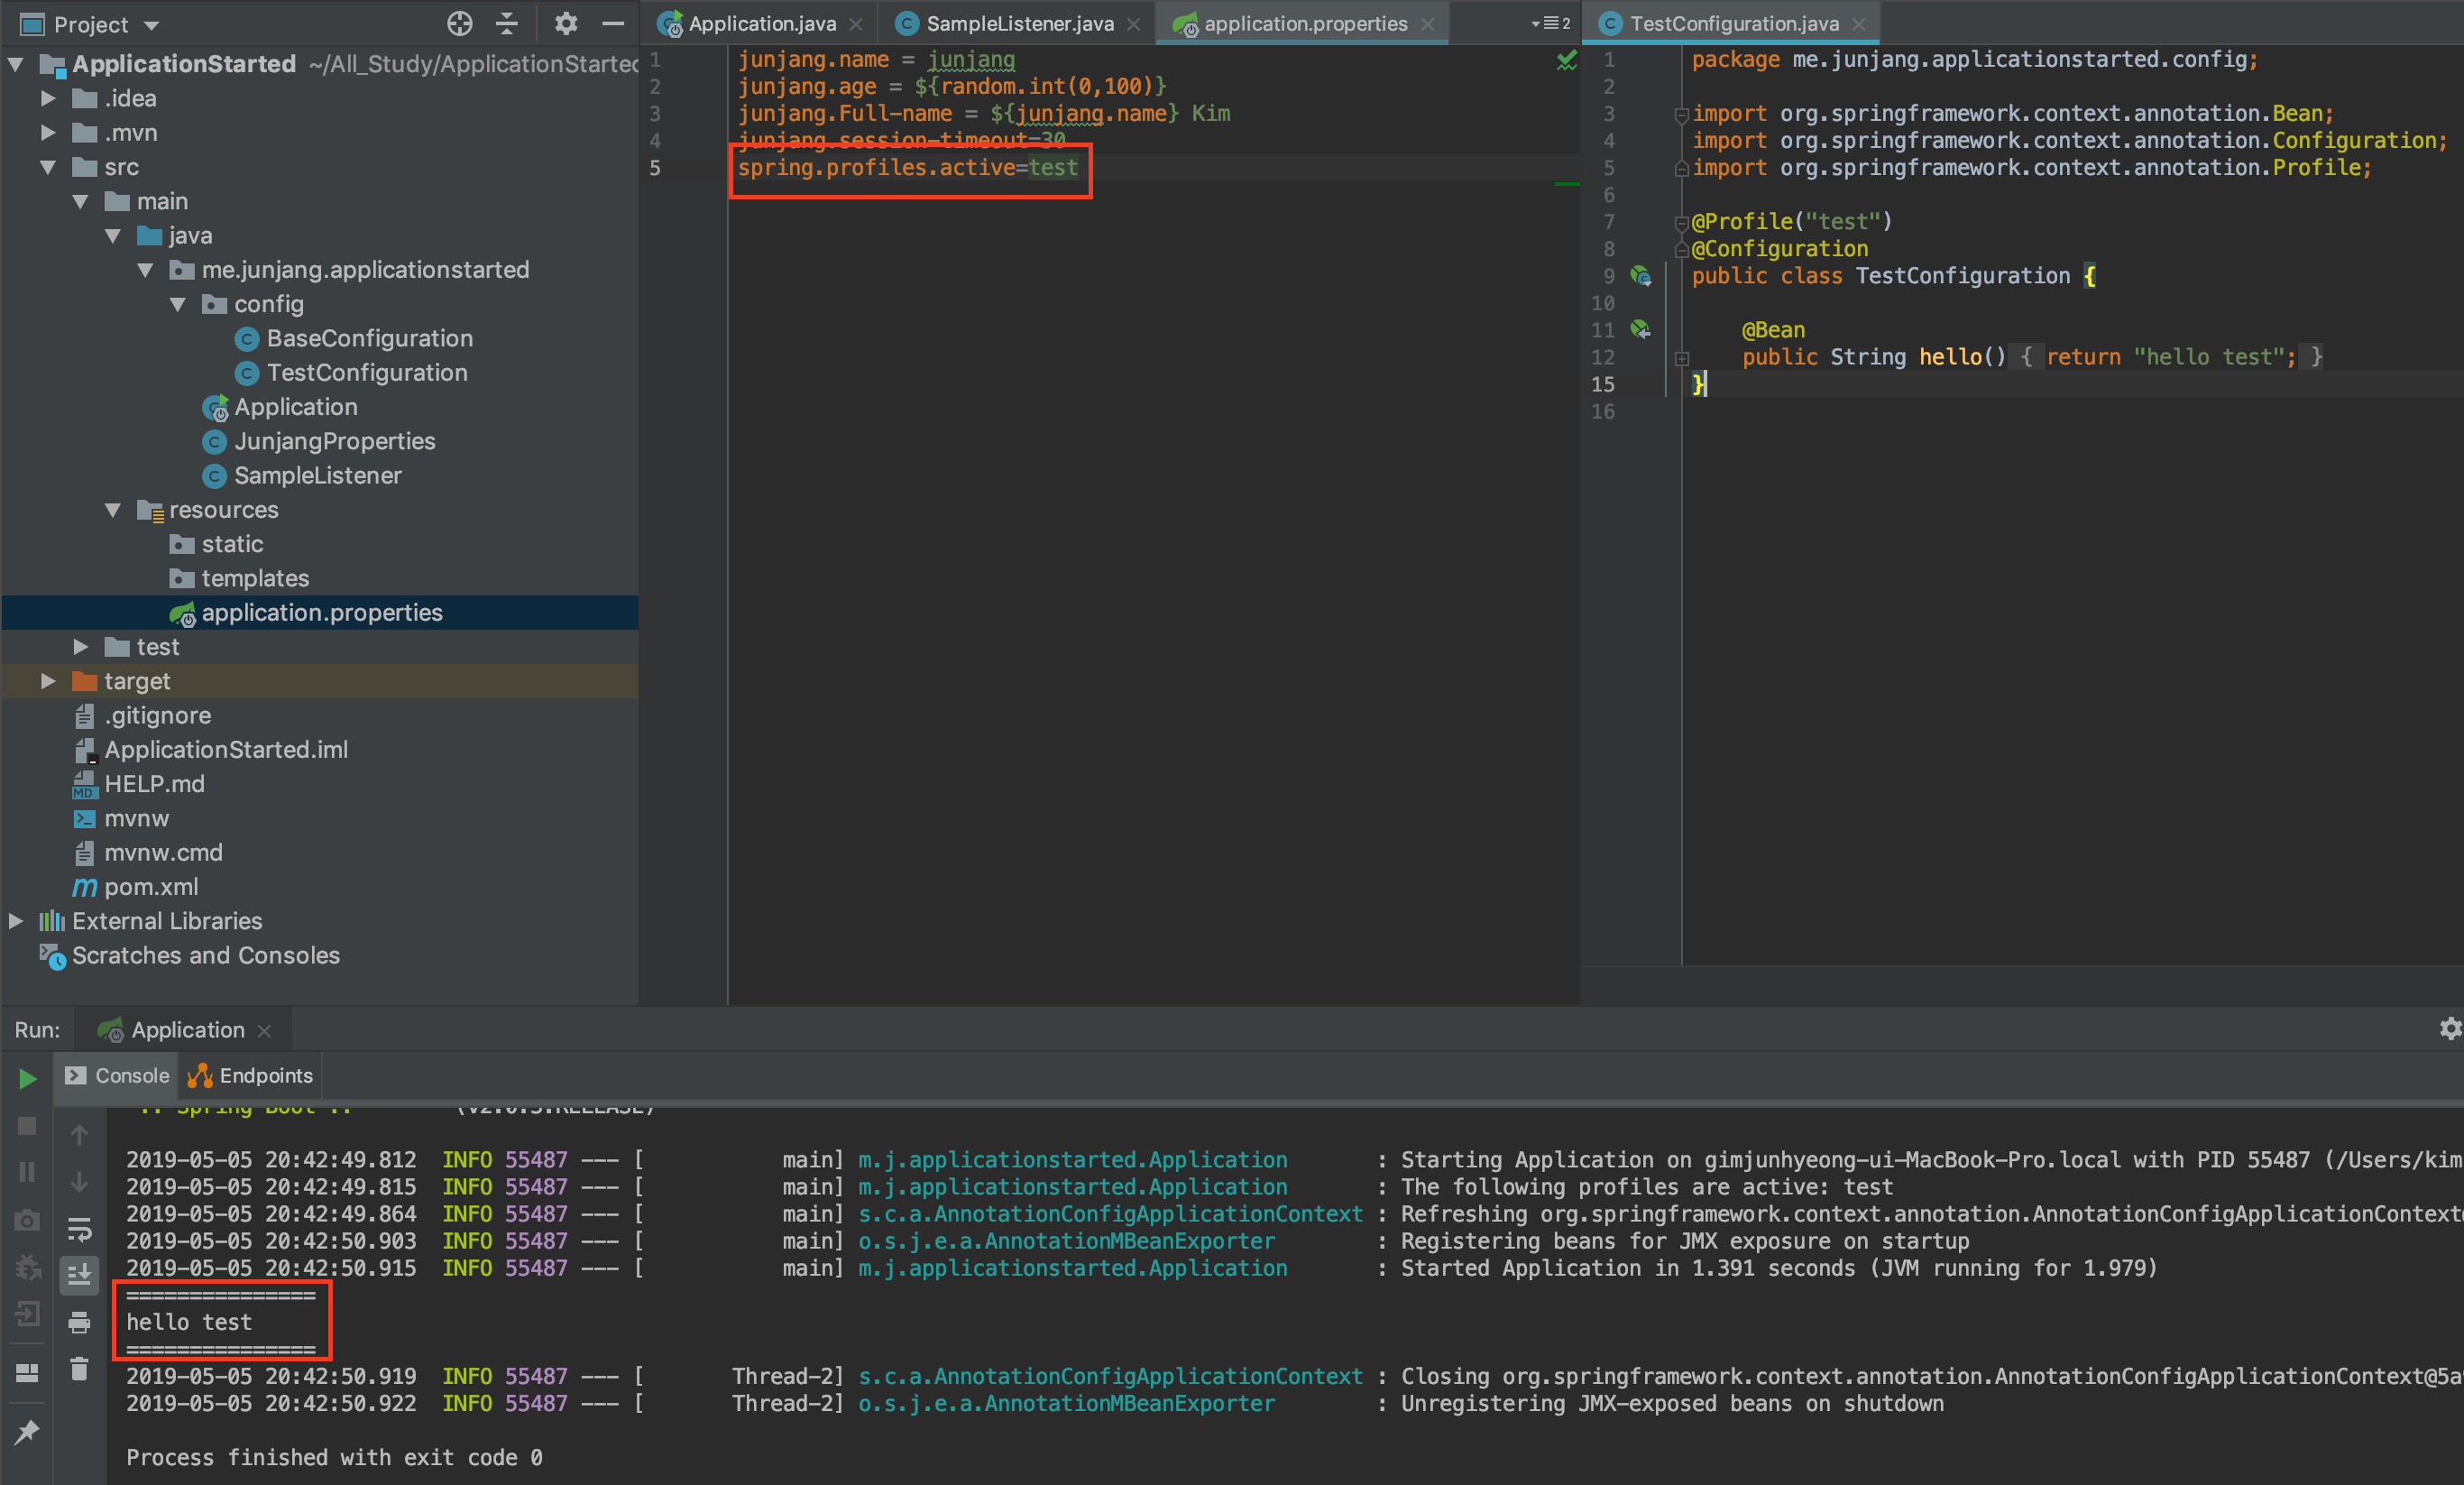 Project
ApplicationStarted ~/All_Study/ApplicationStarted
.idea
.mvn
src
main
java
me.junjang.applicationstarted
config
BaseConfiguration
TestConfiguration
Application
JunjangProperties
SampleListener
resources
static
templates
application.properties
test
target
.gitignore
ApplicationStarted.iml
HELP.md
mvnw
mvnw.cmd
pom.xml
External Libraries
Scratches and Consoles
Application.java
SampleListener.java
application.properties
2
1 junjang.name = junjang
2 junjang.age = ${random.int(0,100)}
3 junjang.Full-name = ${junjang.name} Kim
4 junjang.session-timeout=30
5 spring.profiles.active=test
TestConfiguration.java
1 package me.junjang.applicationstarted.config;
2
3 import org.springframework.context.annotation.Bean;
4 import org.springframework.context.annotation.Configuration;
5 import org.springframework.context.annotation.Profile;
6
7 @Profile("test")
8 @Configuration
9 public class TestConfiguration {
10
11 @Bean
12 public String hello() { return "hello test"; }
15 }
16
Run: Application
Console Endpoints
:: Spring Boot :: (v2.0.5.RELEASE)
2019-05-05 20:42:49.812 INFO 55487 --- [ main] m.j.applicationstarted.Application : Starting Application on gimjunhyeong-ui-MacBook-Pro.local with PID 55487 (/Users/kim
2019-05-05 20:42:49.815 INFO 55487 --- [ main] m.j.applicationstarted.Application : The following profiles are active: test
2019-05-05 20:42:49.864 INFO 55487 --- [ main] s.c.a.AnnotationConfigApplicationContext : Refreshing org.springframework.context.annotation.AnnotationConfigApplicationContext
2019-05-05 20:42:50.903 INFO 55487 --- [ main] o.s.j.e.a.AnnotationMBeanExporter : Registering beans for JMX exposure on startup
2019-05-05 20:42:50.915 INFO 55487 --- [ main] m.j.applicationstarted.Application : Started Application in 1.391 seconds (JVM running for 1.979)
===============
hello test
===============
2019-05-05 20:42:50.919 INFO 55487 --- [ Thread-2] s.c.a.AnnotationConfigApplicationContext : Closing org.springframework.context.annotation.AnnotationConfigApplicationContext@5a
2019-05-05 20:42:50.922 INFO 55487 --- [ Thread-2] o.s.j.e.a.AnnotationMBeanExporter : Unregistering JMX-exposed beans on shutdown
Process finished with exit code 0